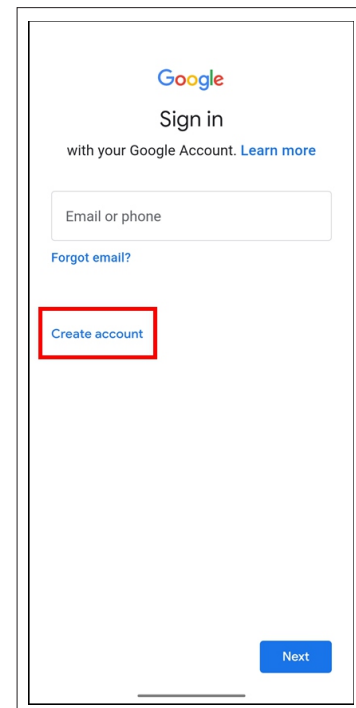 Google
Sign in
with your Google Account. Learn more
Email or phone
Forgot email?
Create account
Next